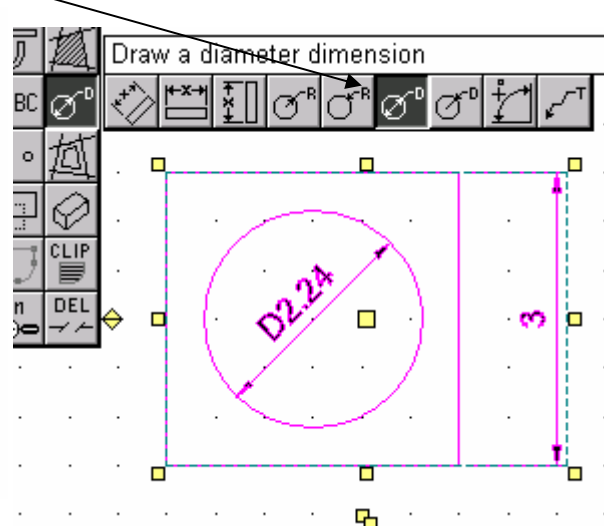 Draw a diameter dimension
BC
D
X
X
R
R
D
D
T
CLIP
n
DEL
D2.24
3